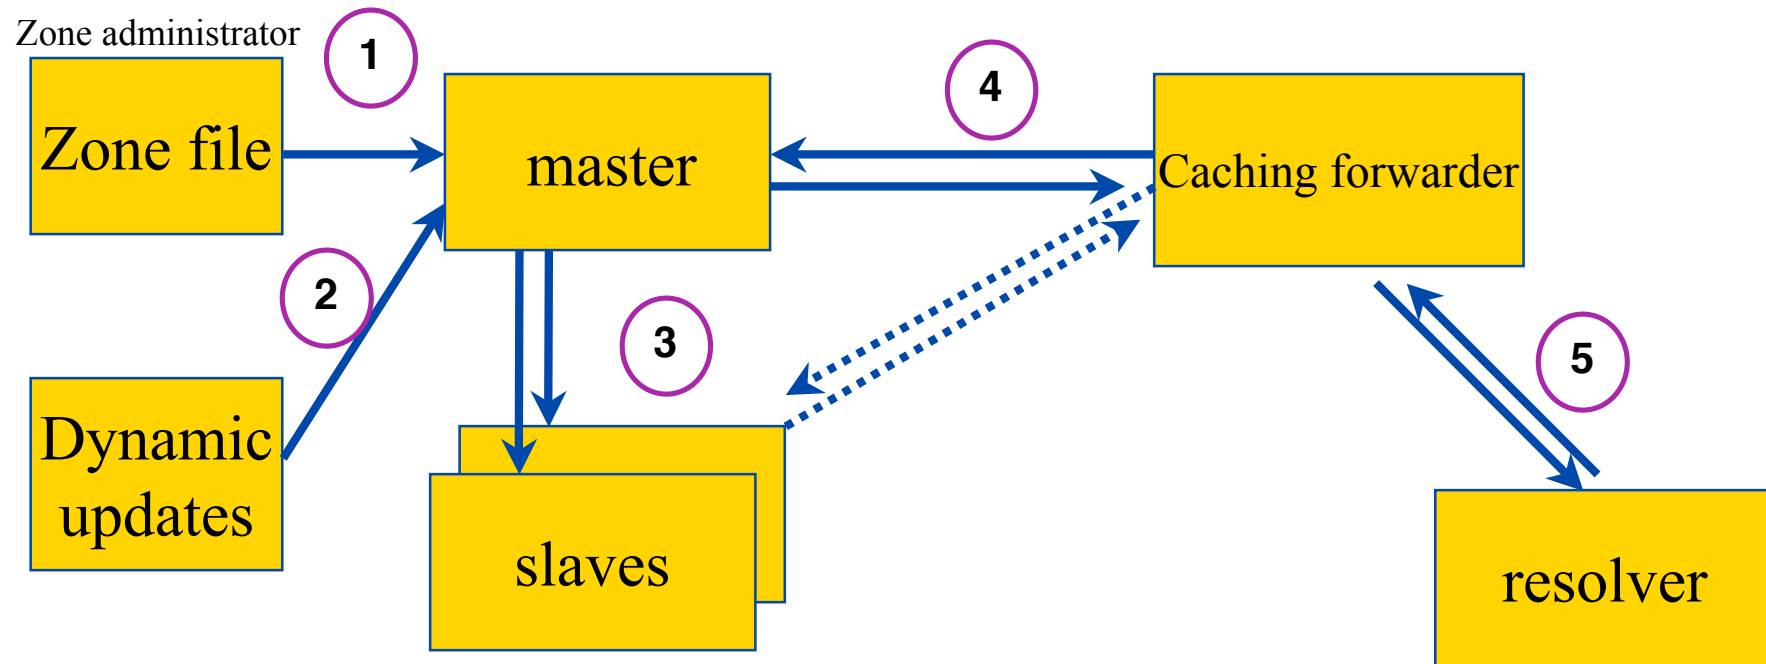 Zone administrator
1
Zone file
master
4
Caching forwarder
2
3
5
Dynamic
updates
slaves
resolver